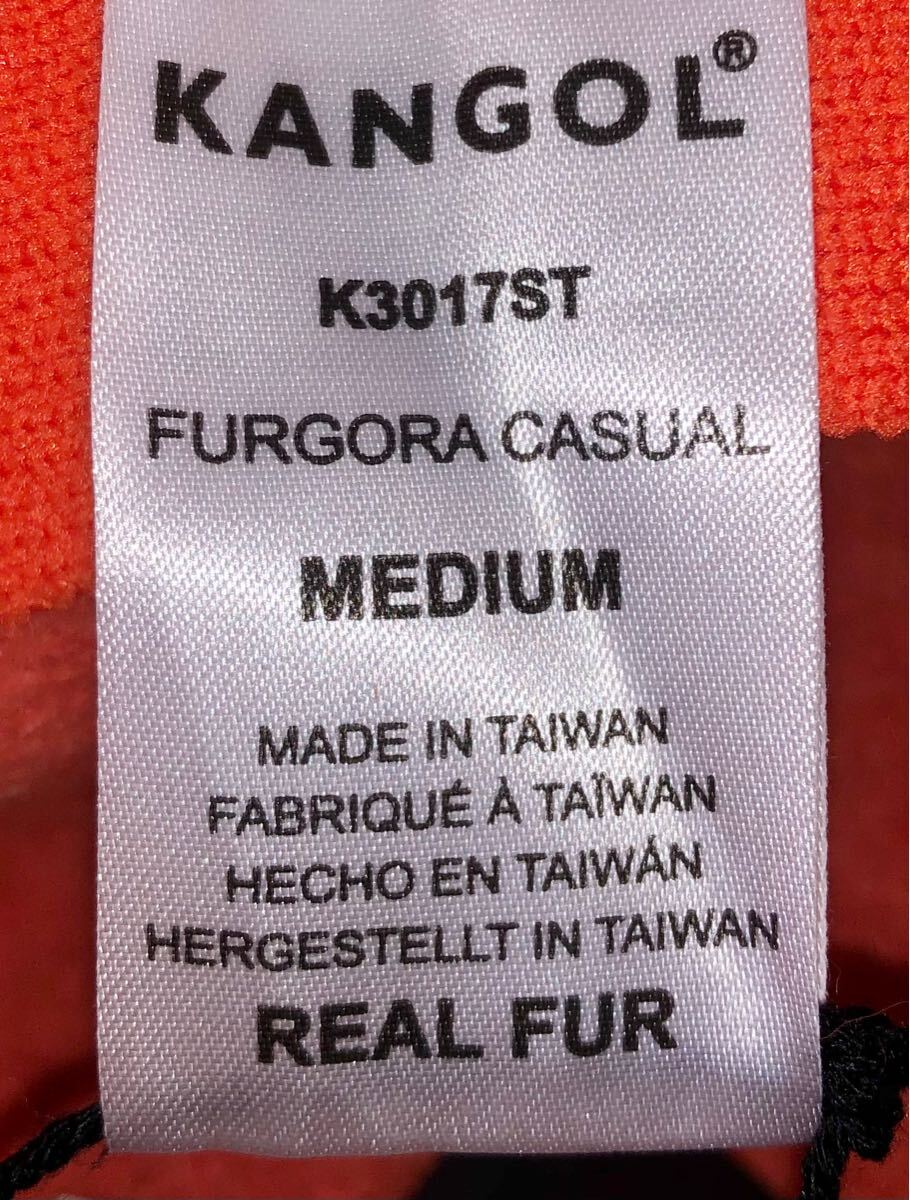 KANGOL®
K3017ST
FURGORA CASUAL
MEDIUM
MADE IN TAIWAN
FABRIQUÉ À TAÏWAN
HECHO EN TAIWÁN
HERGESTELLT IN TAIWAN
REAL FUR